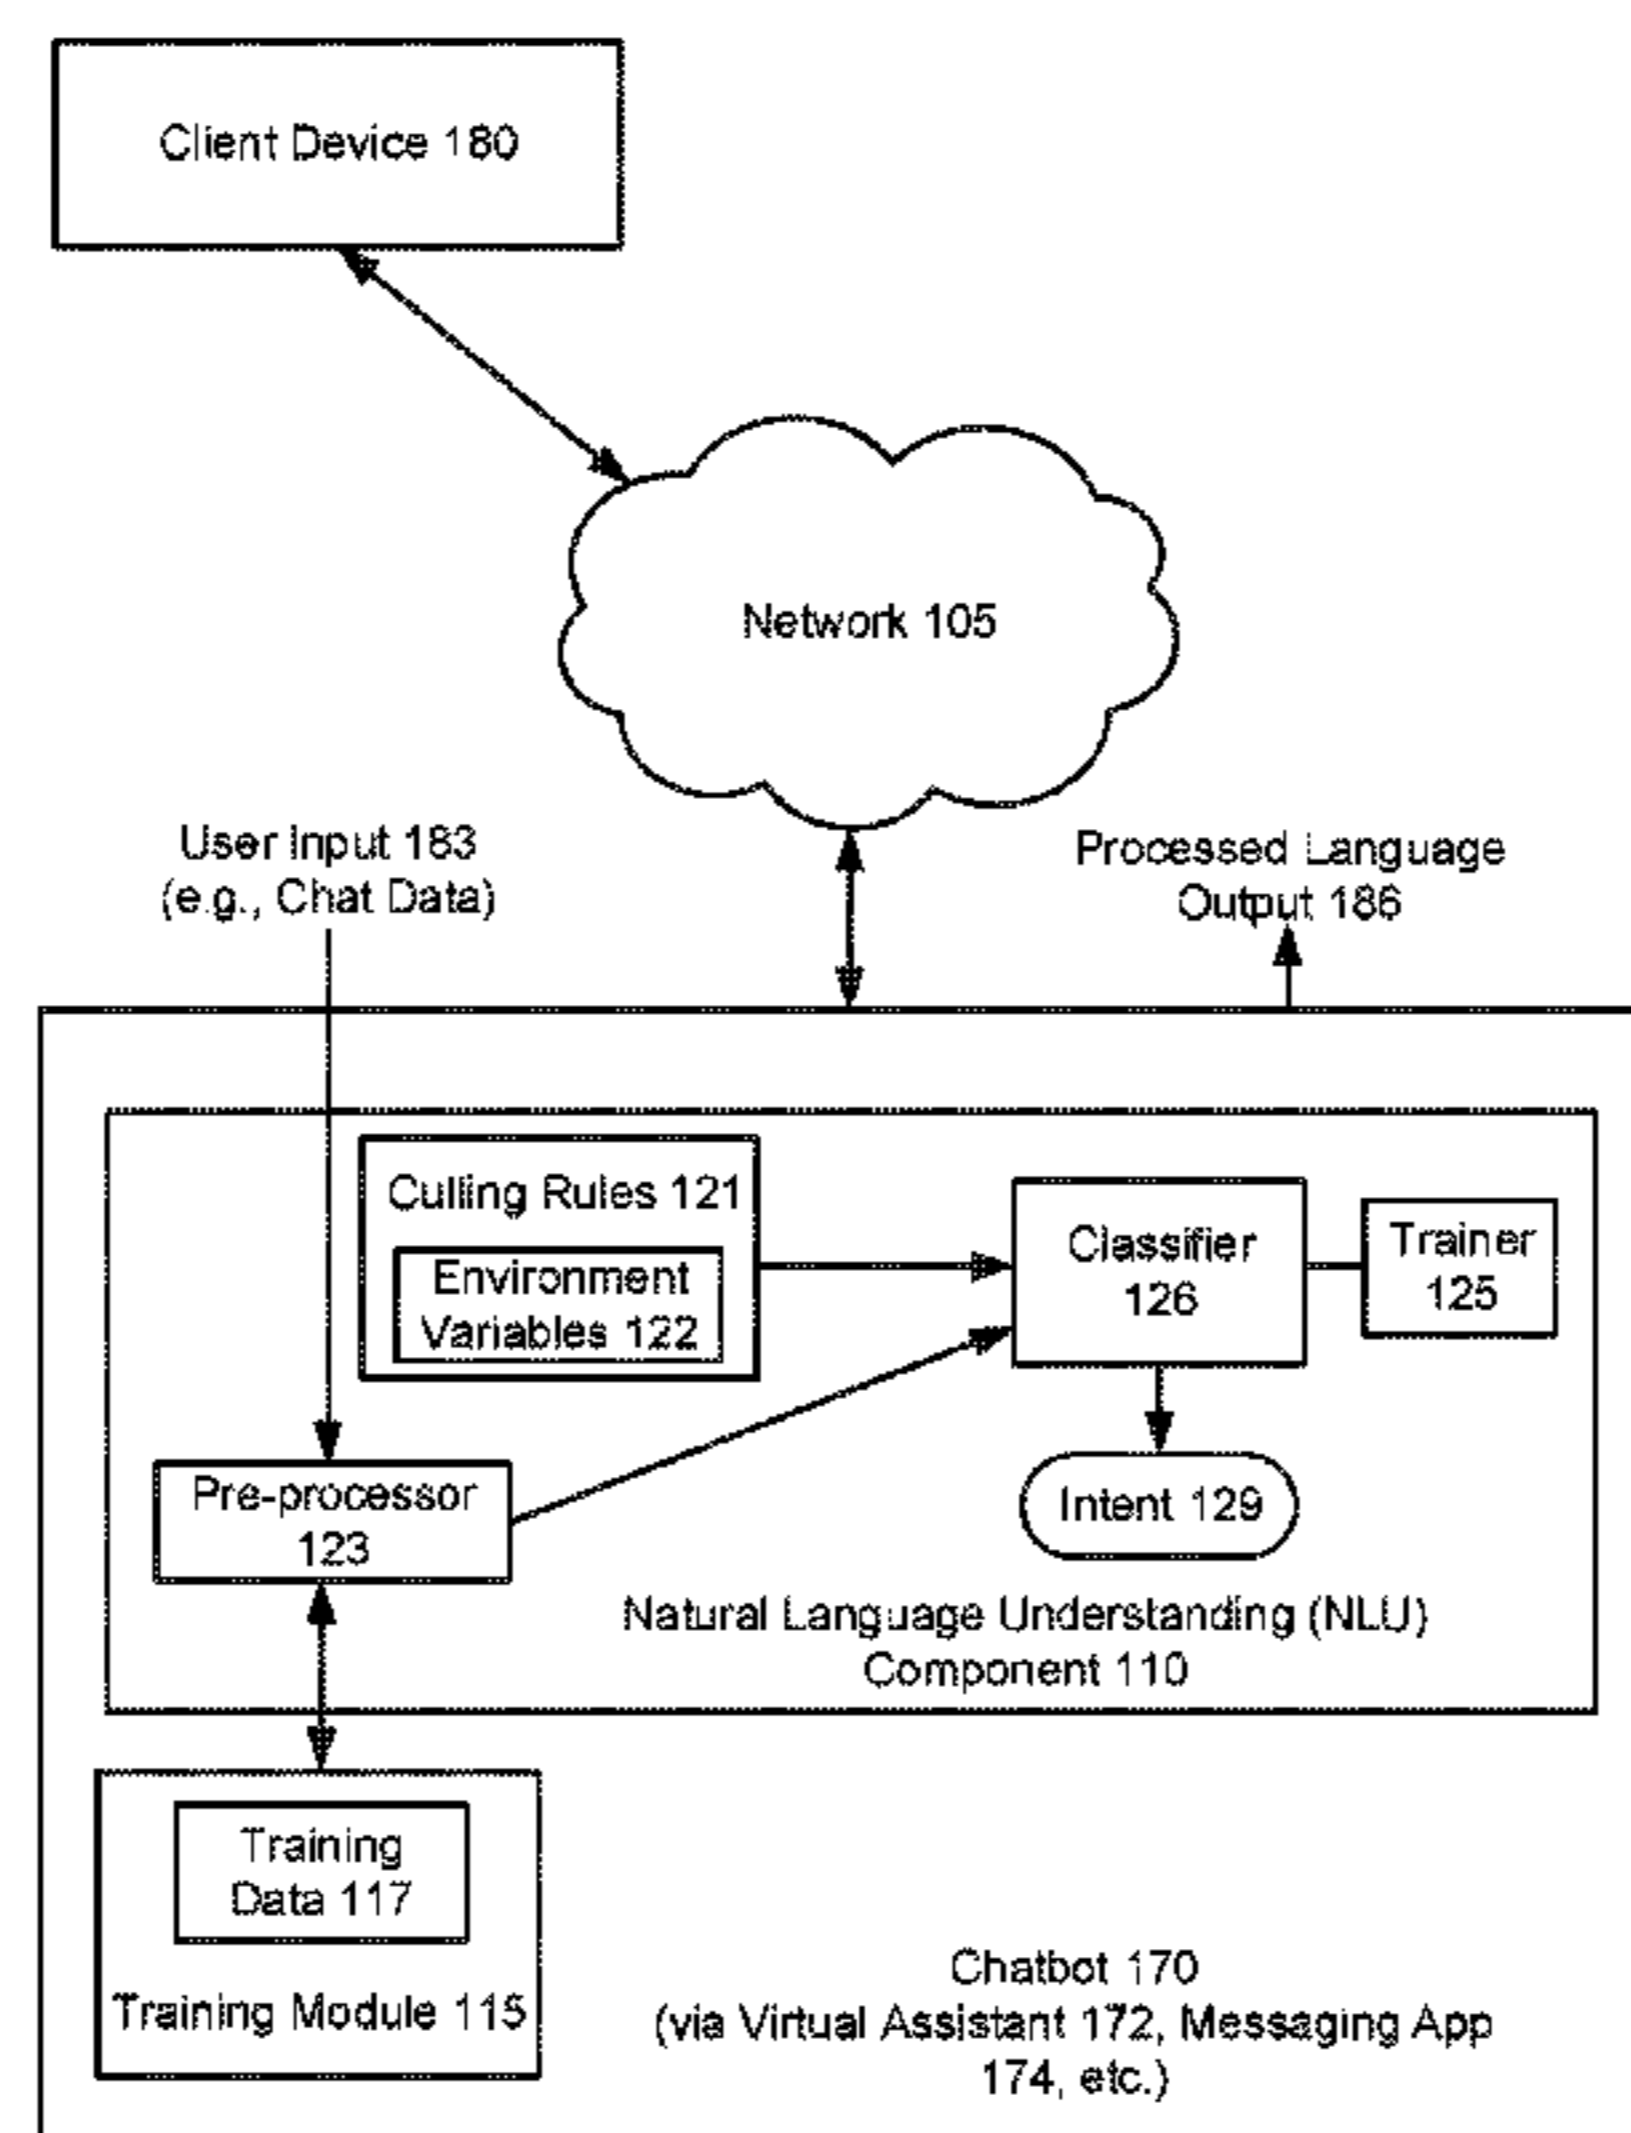 Client Device 180
Network 105
User Input 183
(e.g., Chat Data)
Processed Language
Output 186
Culling Rules 121
Environment
Variables 122
Classifier
126
Trainer
125
Pre-processor
123
Intent 129
Natural Language Understanding (NLU)
Component 110
Training
Data 117
Training Module 115
Chatbot 170
(via Virtual Assistant 172, Messaging App
174, etc.)